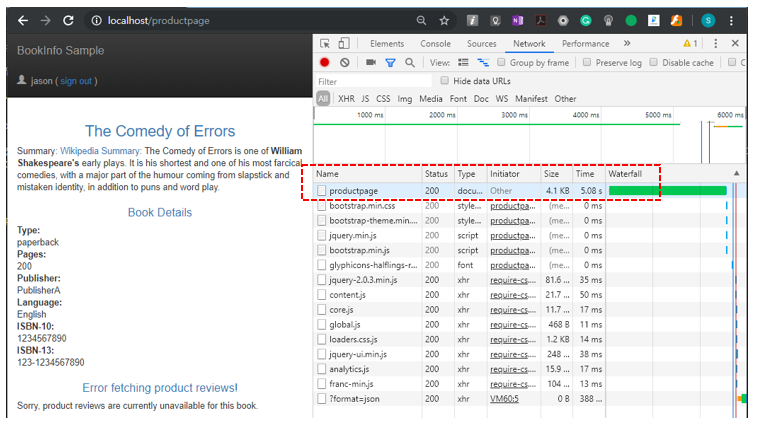 localhost/productpage
BookInfo Sample
jason ( sign out )
The Comedy of Errors
Summary: Wikipedia Summary: The Comedy of Errors is one of William
Shakespeare's early plays. It is his shortest and one of his most farcical
comedies, with a major part of the humour coming from slapstick and
mistaken identity, in addition to puns and word play.
Book Details
Type:
paperback
Pages:
200
Publisher:
PublisherA
Language:
English
ISBN-10:
1234567890
ISBN-13:
123-1234567890
Error fetching product reviews!
Sorry, product reviews are currently unavailable for this book.
Elements Console Sources Network Performance » 1
View: Group by frame Preserve log Disable cache
Filter Hide data URLs
All XHR JS CSS Img Media Font Doc WS Manifest Other
1000 ms 2000 ms 3000 ms 4000 ms 5000 ms 6000 ms
Name Status Type Initiator Size Time Waterfall
productpage 200 docu... Other 4.1 KB 5.08 s
bootstrap.min.css 200 style... productpa... (me... 0 ms
bootstrap-theme.min.... 200 style... productpa... (me... 0 ms
jquery.min.js 200 script productpa... (me... 0 ms
bootstrap.min.js 200 script productpa... (me... 0 ms
glyphicons-halflings-r... 200 font productpa... (me... 0 ms
jquery-2.0.3.min.js 200 xhr require-cs... 81.6 ... 35 ms
content.js 200 xhr require-cs... 21.7 ... 50 ms
core.js 200 xhr require-cs... 11.7 ... 17 ms
global.js 200 xhr require-cs... 468 B 11 ms
loaders.css.js 200 xhr require-cs... 1.2 KB 14 ms
jquery-ui.min.js 200 xhr require-cs... 248 ... 38 ms
analytics.js 200 xhr require-cs... 15.9 ... 17 ms
franc-min.js 200 xhr require-cs... 104 ... 13 ms
?format=json 200 xhr VM60:5 0 B 388 ...